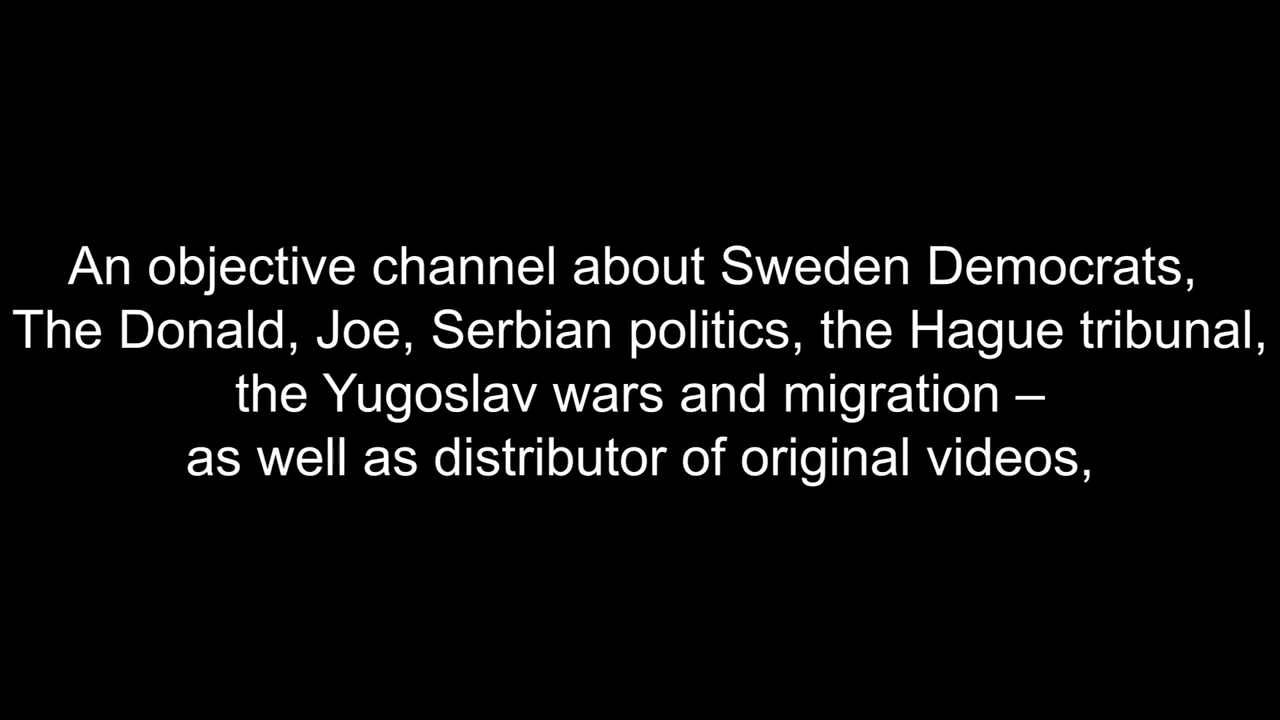 An objective channel about Sweden Democrats,
The Donald, Joe, Serbian politics, the Hague tribunal,
the Yugoslav wars and migration –
as well as distributor of original videos,